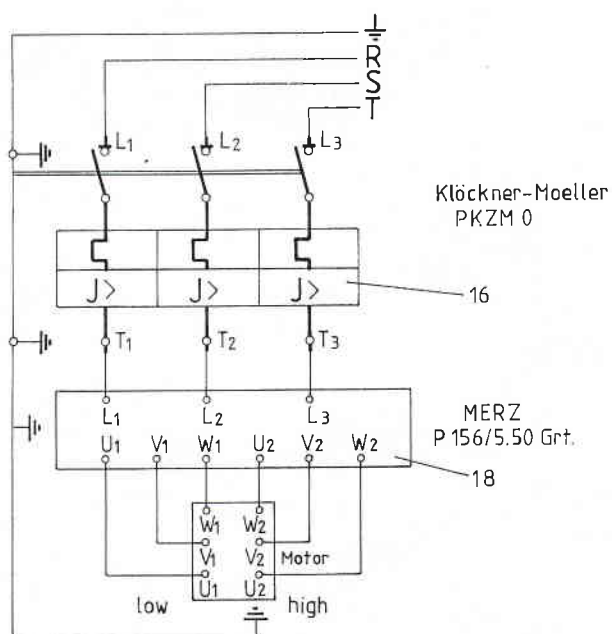 R
S
T
L1 L2 L3
Klöckner-Moeller
PKZM 0
J> J> J>
16
T1 T2 T3
L1 L2 L3
MERZ
P 156/5.50 Grt.
U1 V1 W1 U2 V2 W2
18
W1 W2
V1 V2 Motor
U1 U2
low high